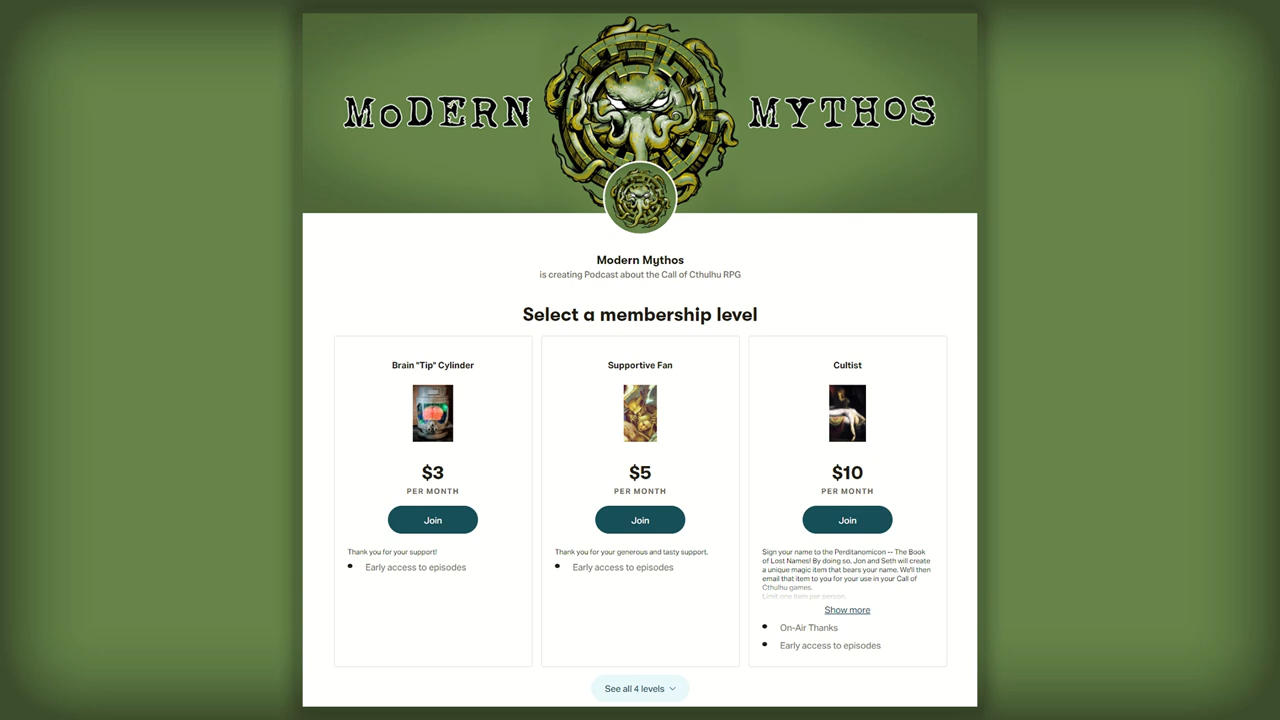 MoDERN MYTHoS
Modern Mythos
is creating Podcast about the Call of Cthulhu RPG
Select a membership level
Brain "Tip" Cylinder
$3
PER MONTH
Join
Thank you for your support!
Early access to episodes
Supportive Fan
$5
PER MONTH
Join
Thank you for your generous and tasty support.
Early access to episodes
Cultist
$10
PER MONTH
Join
Sign your name to the Perditanomicon -- The Book
of Lost Names! By doing so, Jon and Seth will create
a unique magic item that bears your name. We'll then
email that item to you for your use in your Call of
Cthulhu games.
Limit one item per person.
Show more
On-Air Thanks
Early access to episodes
See all 4 levels